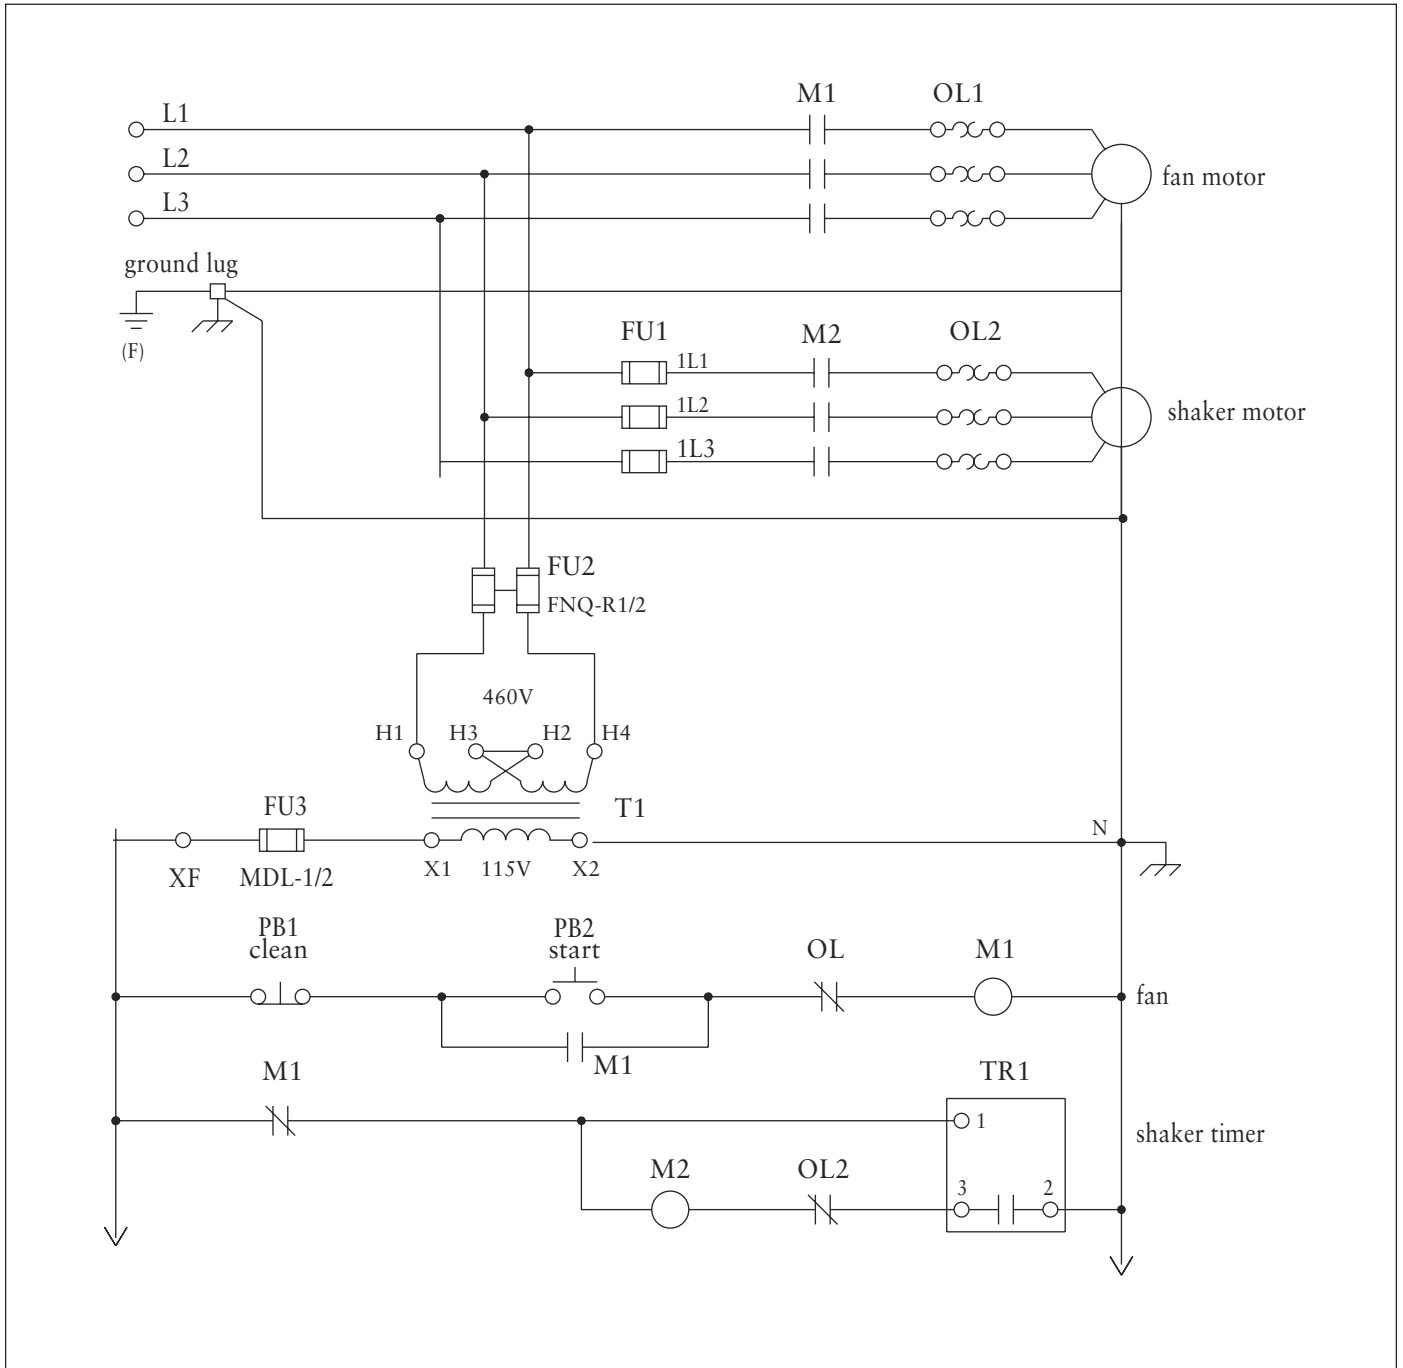 M1
OL1
L1
L2
fan motor
L3
ground lug
(F)
FU1
M2
OL2
1L1
1L2
shaker motor
1L3
FU2
FNQ-R1/2
460V
H1
H3
H2
H4
FU3
T1
N
XF
MDL-1/2
X1
115V
X2
PB1
clean
PB2
start
OL
M1
fan
M1
M1
TR1
1
shaker timer
M2
OL2
3
2